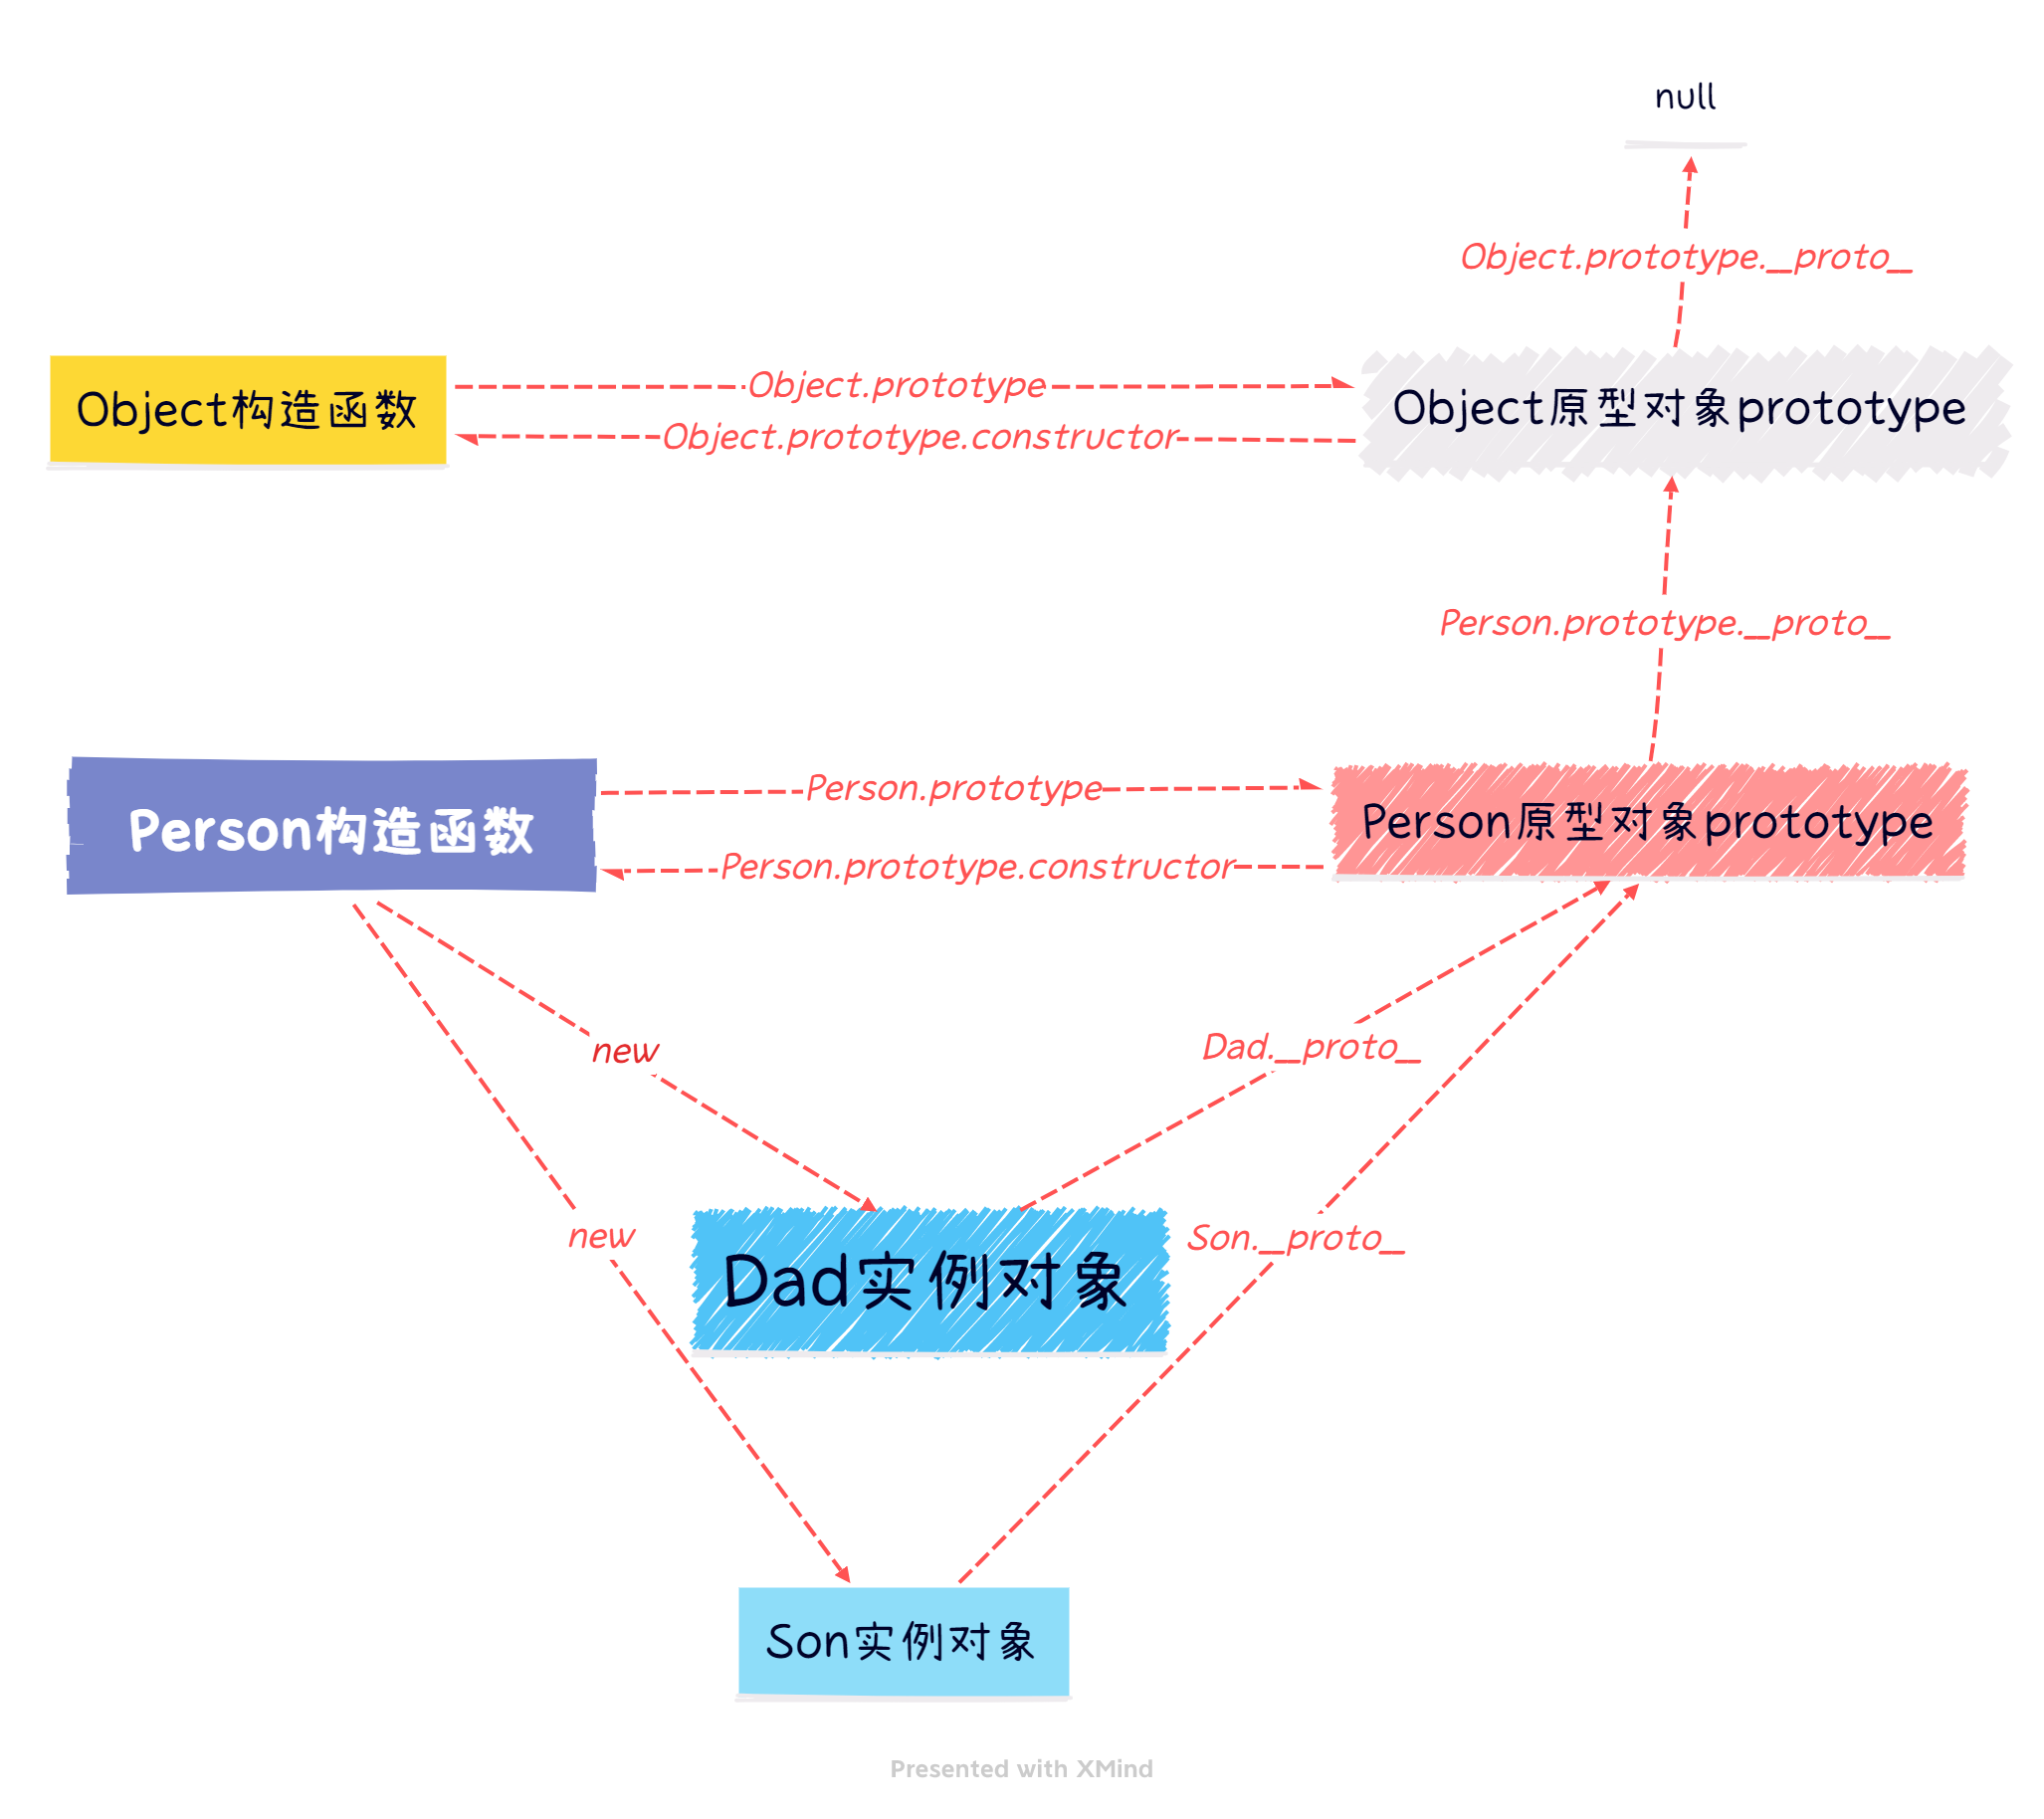 null
Object.prototype.__proto__
Object构造函数
Object.prototype
Object.prototype.constructor
Object原型对象prototype
Person.prototype.__proto__
Person构造函数
Person.prototype
Person.prototype.constructor
Person原型对象prototype
new
Dad.__proto__
new
Dad实例对象
Son.__proto__
Son实例对象
Presented with XMind